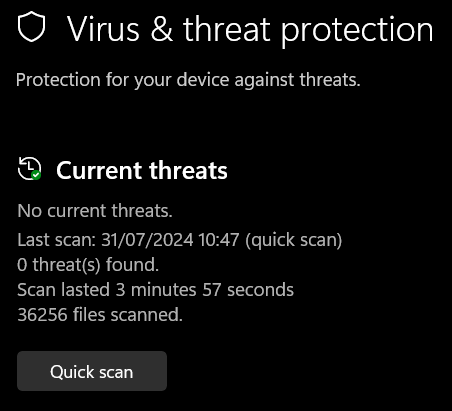 Virus & threat protection
Protection for your device against threats.
Current threats
No current threats.
Last scan: 31/07/2024 10:47 (quick scan)
0 threat(s) found.
Scan lasted 3 minutes 57 seconds
36256 files scanned.
Quick scan